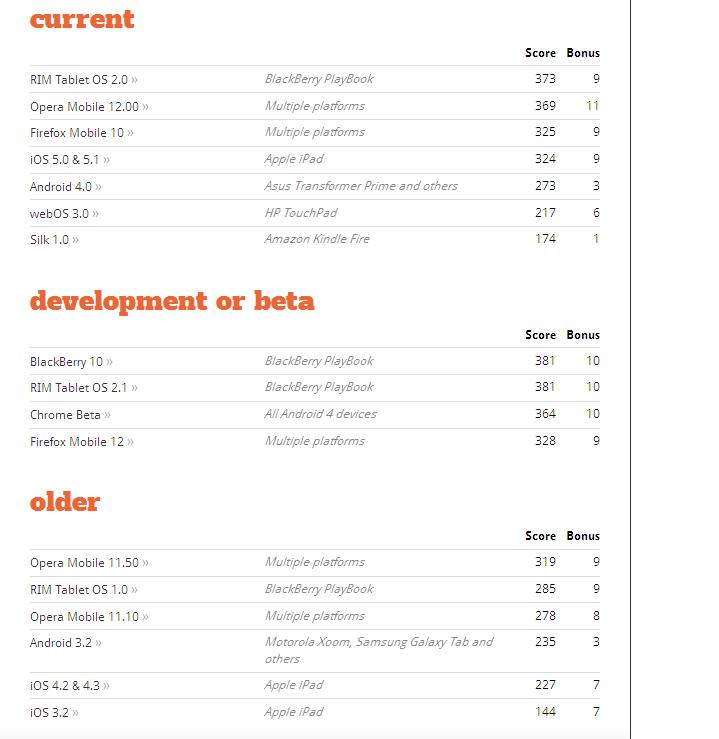 current
Score Bonus
RIM Tablet OS 2.0 » BlackBerry PlayBook 373 9
Opera Mobile 12.00 » Multiple platforms 369 11
Firefox Mobile 10 » Multiple platforms 325 9
iOS 5.0 & 5.1 » Apple iPad 324 9
Android 4.0 » Asus Transformer Prime and others 273 3
webOS 3.0 » HP TouchPad 217 6
Silk 1.0 » Amazon Kindle Fire 174 1
development or beta
Score Bonus
BlackBerry 10 » BlackBerry PlayBook 381 10
RIM Tablet OS 2.1 » BlackBerry PlayBook 381 10
Chrome Beta » All Android 4 devices 364 10
Firefox Mobile 12 » Multiple platforms 328 9
older
Score Bonus
Opera Mobile 11.50 » Multiple platforms 319 9
RIM Tablet OS 1.0 » BlackBerry PlayBook 285 9
Opera Mobile 11.10 » Multiple platforms 278 8
Android 3.2 » Motorola Xoom, Samsung Galaxy Tab and 235 3
others
iOS 4.2 & 4.3 » Apple iPad 227 7
iOS 3.2 » Apple iPad 144 7